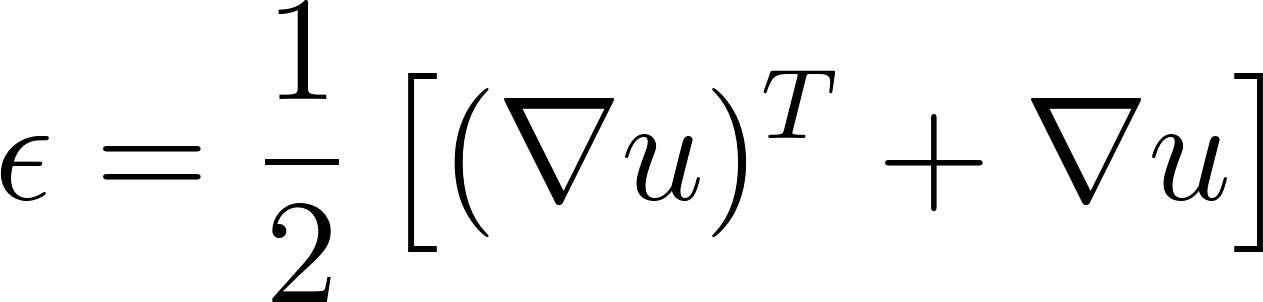 ϵ = 1/2 [(∇u)^T + ∇u]